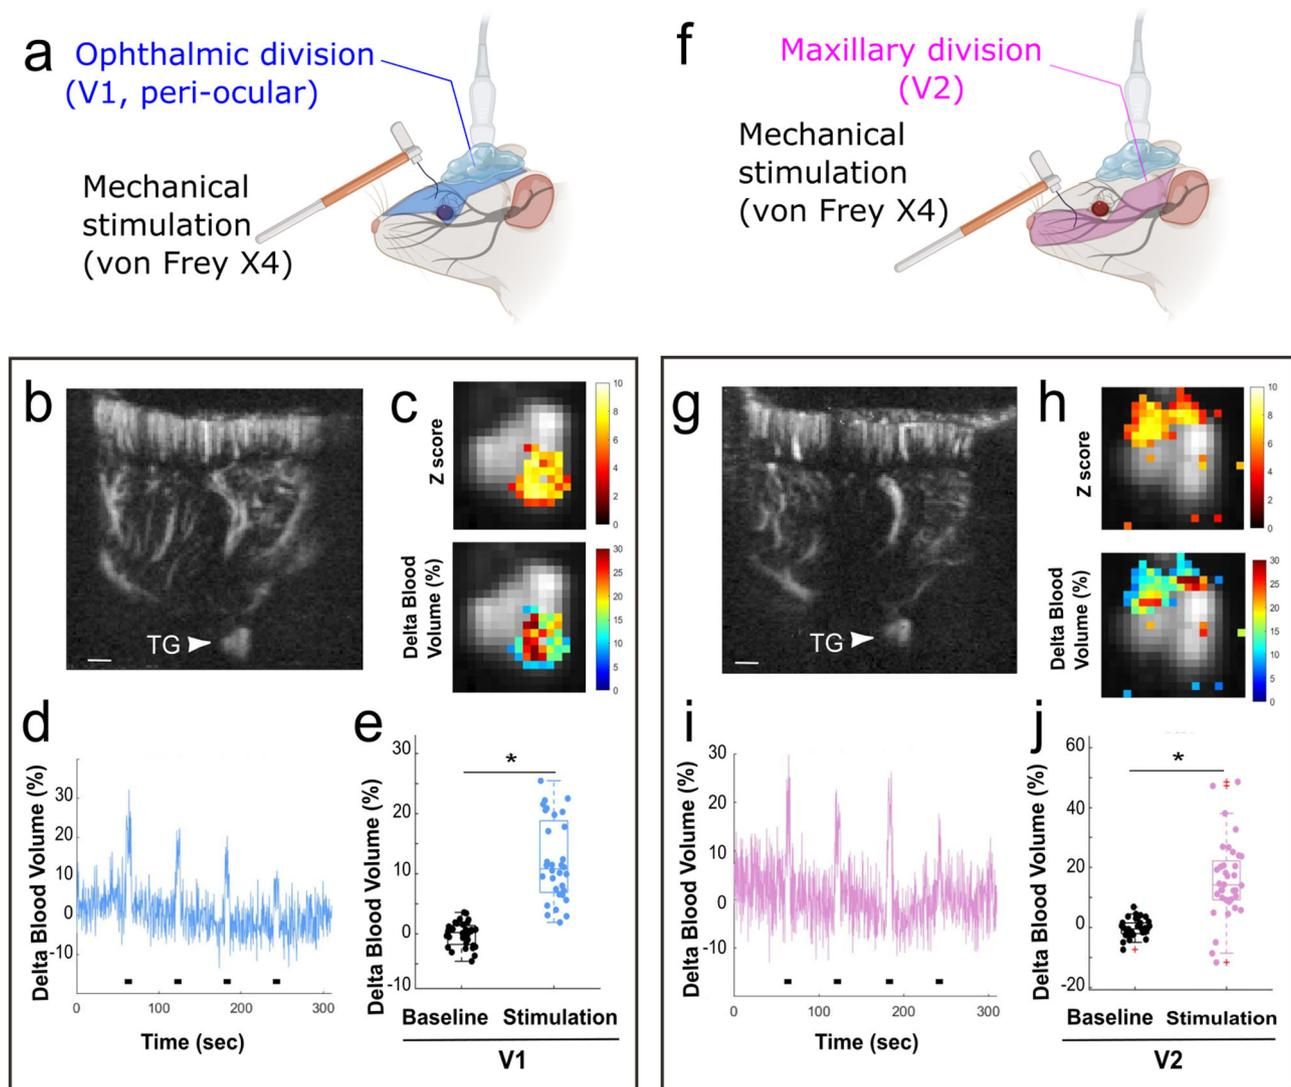 a
Ophthalmic division
(V1, peri-ocular)
Mechanical
stimulation
(von Frey X4)
f
Maxillary division
(V2)
Mechanical
stimulation
(von Frey X4)
b
TG
c
Z score
10
8
6
4
2
0
Delta Blood
Volume (%)
30
25
20
15
10
5
0
d
Delta Blood Volume (%)
30
20
10
0
-10
0
100
200
300
Time (sec)
e
Delta Blood Volume (%)
30
20
10
0
-10
*
Baseline
Stimulation
V1
g
TG
h
Z score
10
8
6
4
2
0
Delta Blood
Volume (%)
30
25
20
15
10
5
0
i
Delta Blood Volume (%)
30
20
10
0
-10
0
100
200
300
Time (sec)
j
Delta Blood Volume (%)
60
40
20
0
-20
*
Baseline
Stimulation
V2